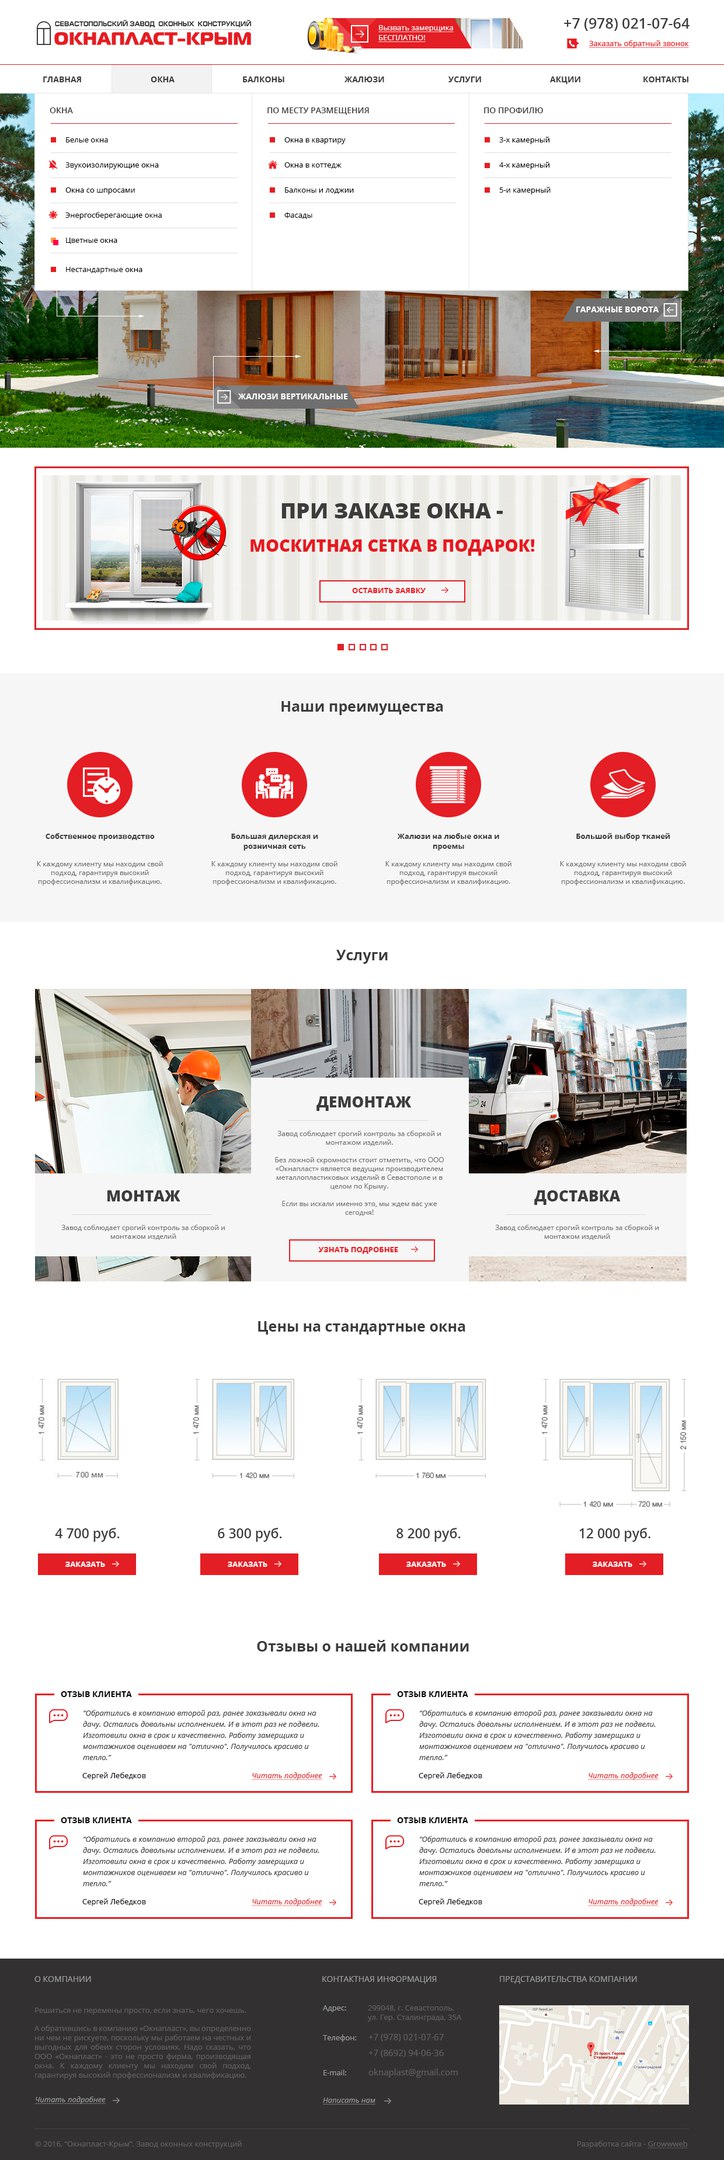 СЕВАСТОПОЛЬСКИЙ ЗАВОД ОКОННЫХ КОНСТРУКЦИЙ
ОКНАПЛАСТ-КРЫМ
Вызвать замерщика
БЕСПЛАТНО!
+7 (978) 021-07-64
Заказать обратный звонок
ГЛАВНАЯ
ОКНА
БАЛКОНЫ
ЖАЛЮЗИ
УСЛУГИ
АКЦИИ
КОНТАКТЫ
ОКНА
Белые окна
Звукоизолирующие окна
Окна со шпросами
Энергосберегающие окна
Цветные окна
Нестандартные окна
ПО МЕСТУ РАЗМЕЩЕНИЯ
Окна в квартиру
Окна в коттедж
Балконы и лоджии
Фасады
ПО ПРОФИЛЮ
3-х камерный
4-х камерный
5-и камерный
ГАРАЖНЫЕ ВОРОТА
ЖАЛЮЗИ ВЕРТИКАЛЬНЫЕ
ПРИ ЗАКАЗЕ ОКНА -
МОСКИТНАЯ СЕТКА В ПОДАРОК!
ОСТАВИТЬ ЗАЯВКУ
Наши преимущества
Собственное производство
К каждому клиенту мы находим свой
подход, гарантируя высокий
профессионализм и квалификацию.
Большая дилерская и
розничная сеть
К каждому клиенту мы находим свой
подход, гарантируя высокий
профессионализм и квалификацию.
Жалюзи на любые окна и
проемы
К каждому клиенту мы находим свой
подход, гарантируя высокий
профессионализм и квалификацию.
Большой выбор тканей
К каждому клиенту мы находим свой
подход, гарантируя высокий
профессионализм и квалификацию.
Услуги
МОНТАЖ
Завод соблюдает срогий контроль за сборкой и
монтажом изделий
ДЕМОНТАЖ
Завод соблюдает срогий контроль за сборкой и
монтажом изделий.
Без ложной скромности стоит отметить, что ООО
«Окнапласт» является ведущим производителем
металлопластиковых изделий в Севастополе и в
целом по Крыму.
Если вы искали именно это, мы ждем вас уже
сегодня!
УЗНАТЬ ПОДРОБНЕЕ
ДОСТАВКА
Завод соблюдает срогий контроль за сборкой и
монтажом изделий
Цены на стандартные окна
1 470 мм
700 мм
4 700 руб.
ЗАКАЗАТЬ
1 470 мм
1 420 мм
6 300 руб.
ЗАКАЗАТЬ
1 470 мм
1 760 мм
8 200 руб.
ЗАКАЗАТЬ
1 470 мм
2 150 мм
1 420 мм
720 мм
12 000 руб.
ЗАКАЗАТЬ
Отзывы о нашей компании
ОТЗЫВ КЛИЕНТА
"Обратились в компанию второй раз, ранее заказывали окна на
дачу. Остались довольны исполнением. И в этот раз не подвели.
Изготовили окна в срок и качественно. Работу замерщика и
монтажников оцениваем на "отлично". Получилось красиво и
тепло."
Сергей Лебедков
Читать подробнее
ОТЗЫВ КЛИЕНТА
"Обратились в компанию второй раз, ранее заказывали окна на
дачу. Остались довольны исполнением. И в этот раз не подвели.
Изготовили окна в срок и качественно. Работу замерщика и
монтажников оцениваем на "отлично". Получилось красиво и
тепло."
Сергей Лебедков
Читать подробнее
ОТЗЫВ КЛИЕНТА
"Обратились в компанию второй раз, ранее заказывали окна на
дачу. Остались довольны исполнением. И в этот раз не подвели.
Изготовили окна в срок и качественно. Работу замерщика и
монтажников оцениваем на "отлично". Получилось красиво и
тепло."
Сергей Лебедков
Читать подробнее
ОТЗЫВ КЛИЕНТА
"Обратились в компанию второй раз, ранее заказывали окна на
дачу. Остались довольны исполнением. И в этот раз не подвели.
Изготовили окна в срок и качественно. Работу замерщика и
монтажников оцениваем на "отлично". Получилось красиво и
тепло."
Сергей Лебедков
Читать подробнее
О КОМПАНИИ
Решиться не перемены просто, если знать, чего хочешь.
А обратившись в компанию «Окнапласт», вы определенно
ни чем не рискуете, поскольку мы работаем на честных и
выгодных для обеих сторон условиях. Надо сказать, что
ООО «Окнапласт» - это не просто фирма, производящая
окна. К каждому клиенту мы находим свой подход,
гарантируя высокий профессионализм и квалификацию.
Читать подробнее
КОНТАКТНАЯ ИНФОРМАЦИЯ
Адрес: 299048, г. Севастополь,
ул. Гер. Сталинграда, 35А
Телефон: +7 (978) 021-07-67
+7 (8692) 94-06-36
E-mail: oknaplast@gmail.com
Написать нам
ПРЕДСТАВИТЕЛЬСТВА КОМПАНИИ
35 просп. Героев
Сталинграда
© 2016, "Окнапласт-Крым". Завод оконных конструкций
Разработка сайта - Growwweb